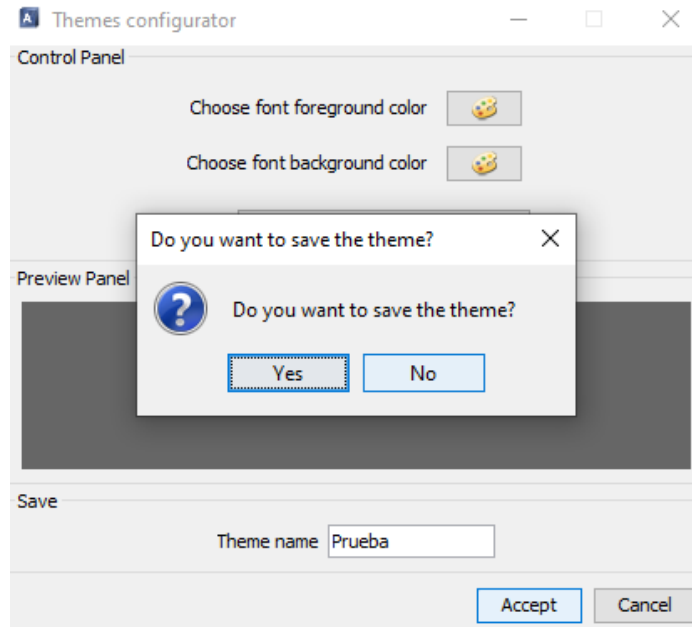 Themes configurator
Control Panel
Choose font foreground color
Choose font background color
Do you want to save the theme?
Preview Panel
Do you want to save the theme?
Yes No
Save
Theme name Prueba
Accept Cancel